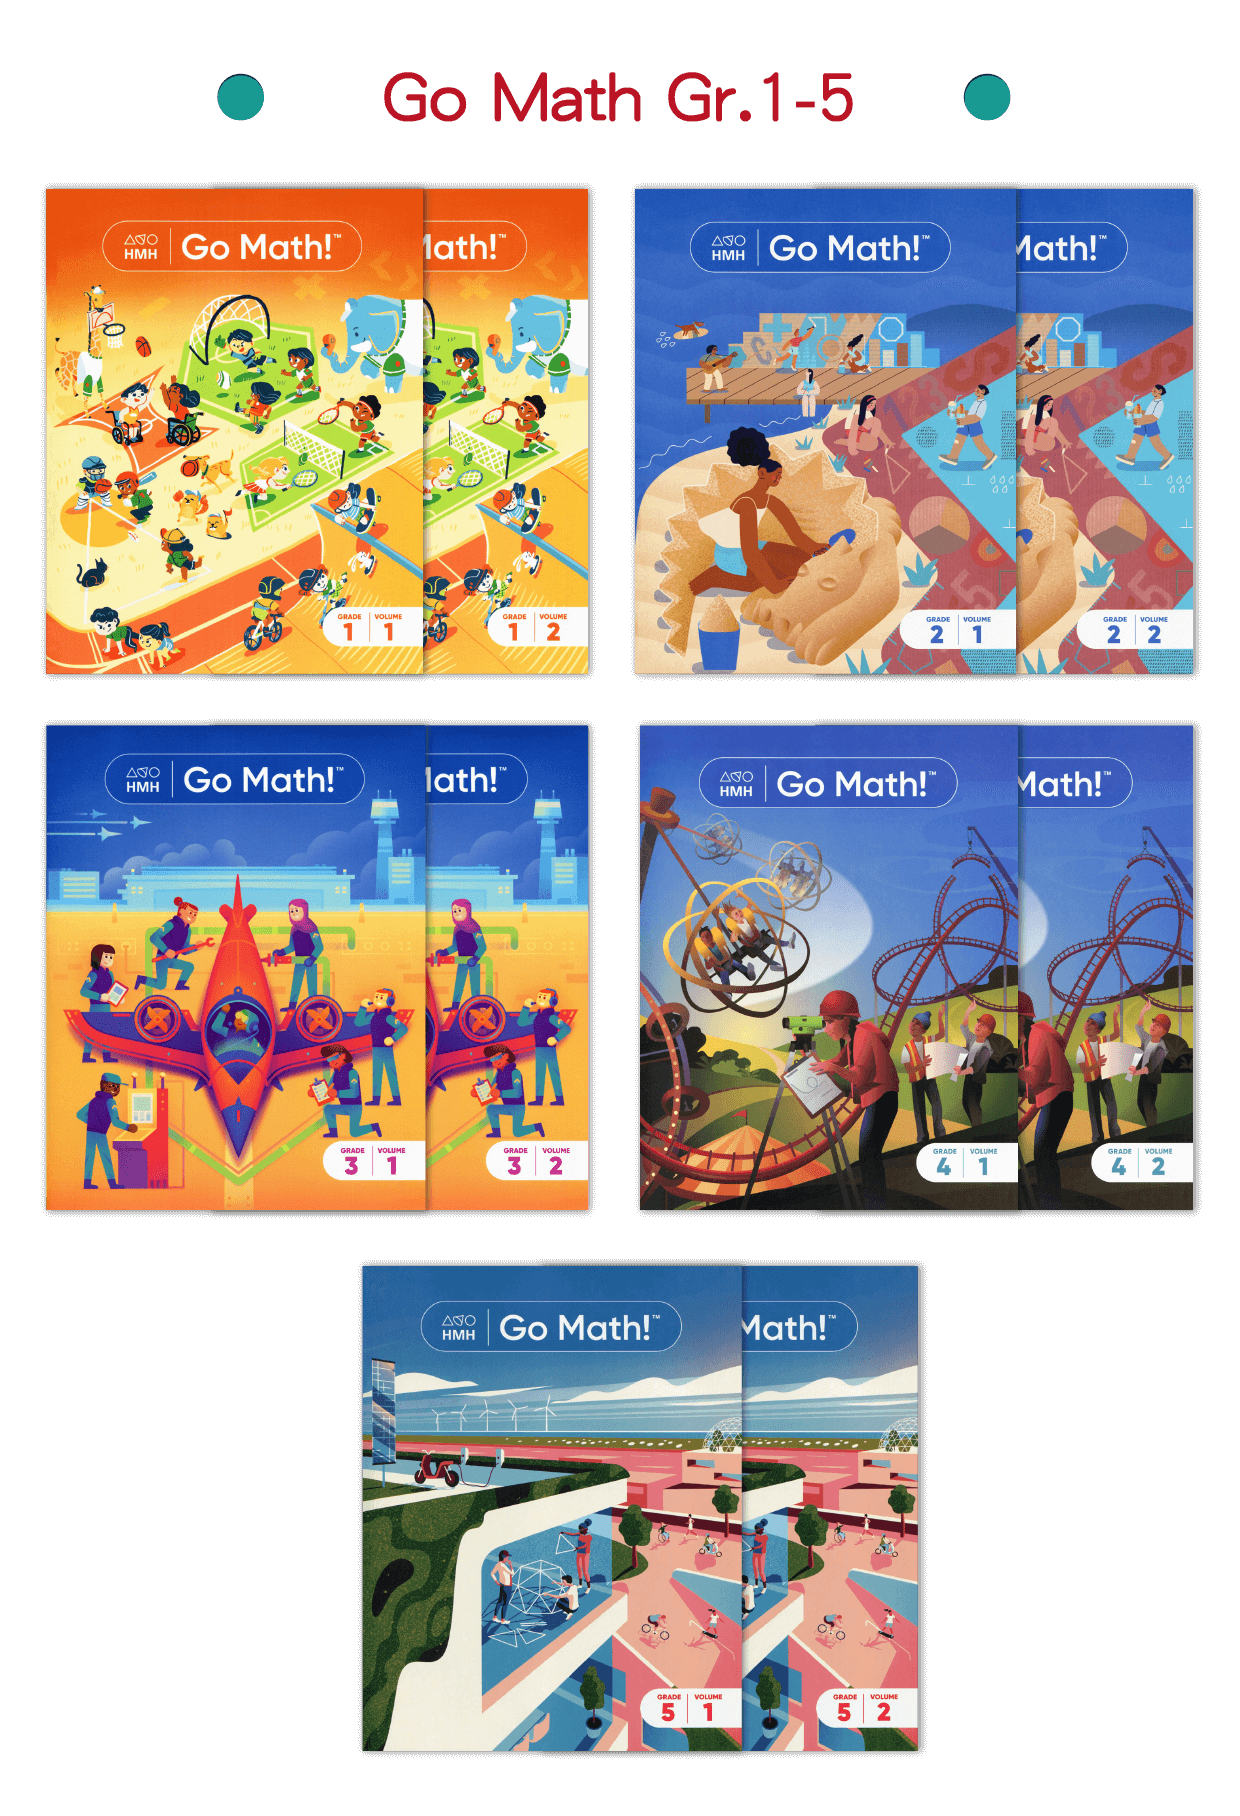 Go Math Gr.1-5
HMH Go Math!™
Math!™
GRADE 1 VOLUME 1
GRADE 1 VOLUME 2
HMH Go Math!™
Math!™
GRADE 2 VOLUME 1
GRADE 2 VOLUME 2
HMH Go Math!™
Math!™
GRADE 3 VOLUME 1
GRADE 3 VOLUME 2
HMH Go Math!™
Math!™
GRADE 4 VOLUME 1
GRADE 4 VOLUME 2
HMH Go Math!™
Math!™
GRADE 5 VOLUME 1
GRADE 5 VOLUME 2